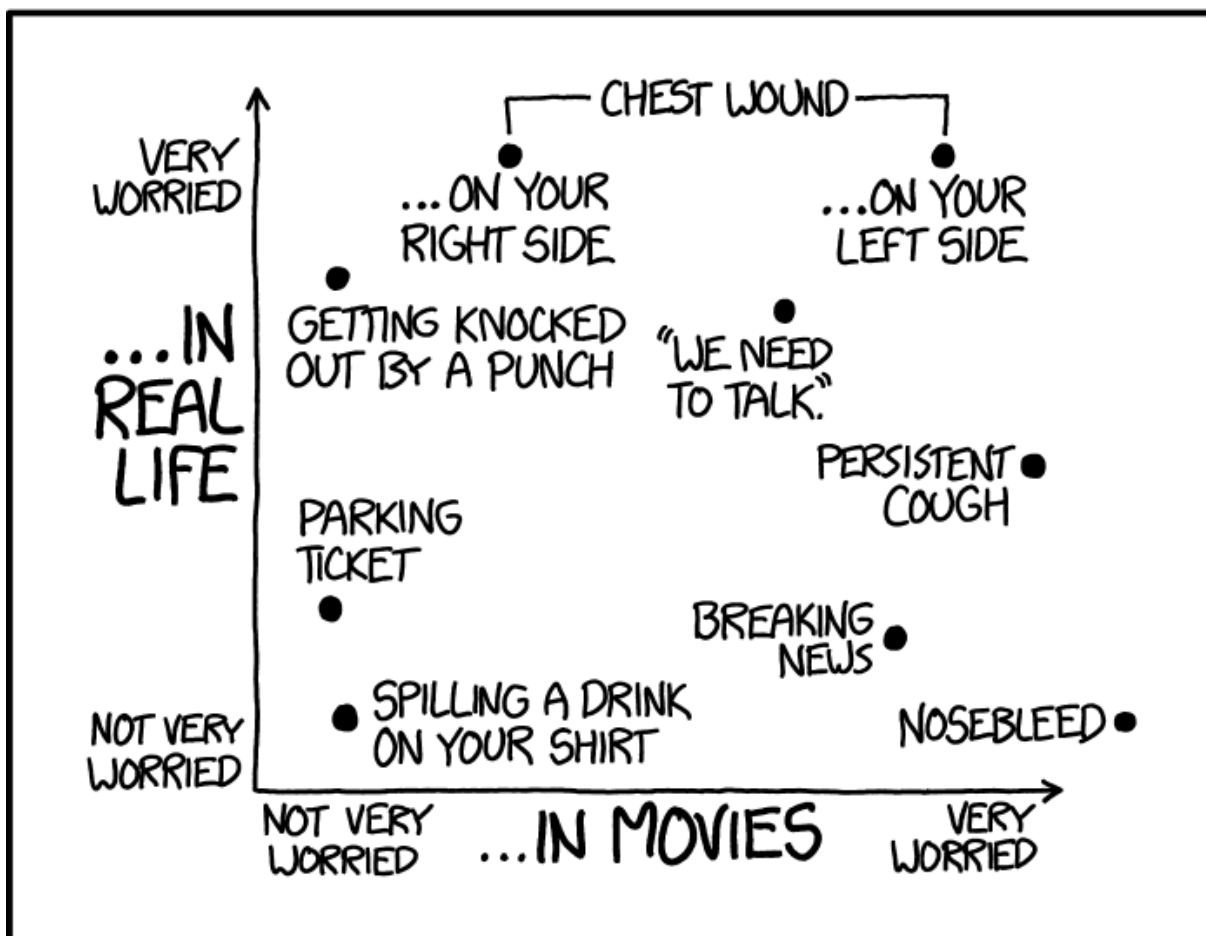 CHEST WOUND
VERY
WORRIED
...ON YOUR
RIGHT SIDE
...ON YOUR
LEFT SIDE
GETTING KNOCKED
OUT BY A PUNCH
"WE NEED
TO TALK."
...IN
REAL
LIFE
PERSISTENT
COUGH
PARKING
TICKET
BREAKING
NEWS
SPILLING A DRINK
ON YOUR SHIRT
NOSEBLEED
NOT VERY
WORRIED
NOT VERY
WORRIED
...IN MOVIES
VERY
WORRIED